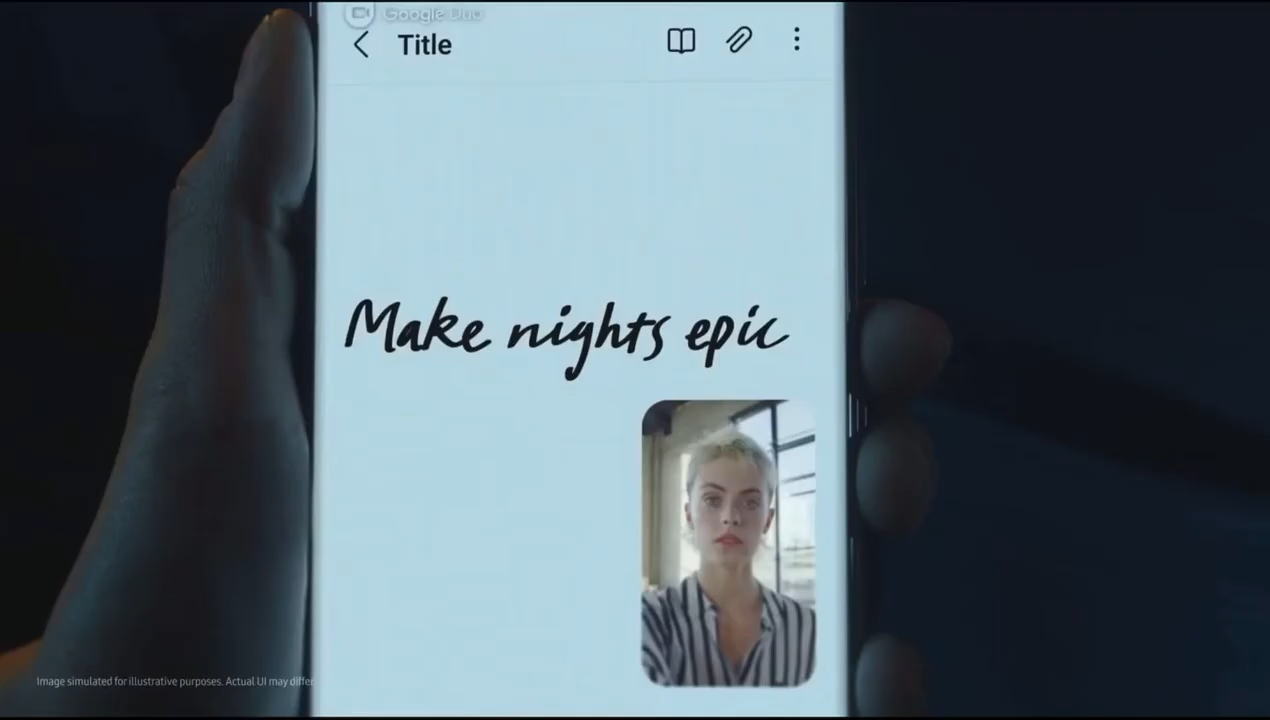 Google Duo
Title
Make nights epic
Image simulated for illustrative purposes. Actual UI may differ